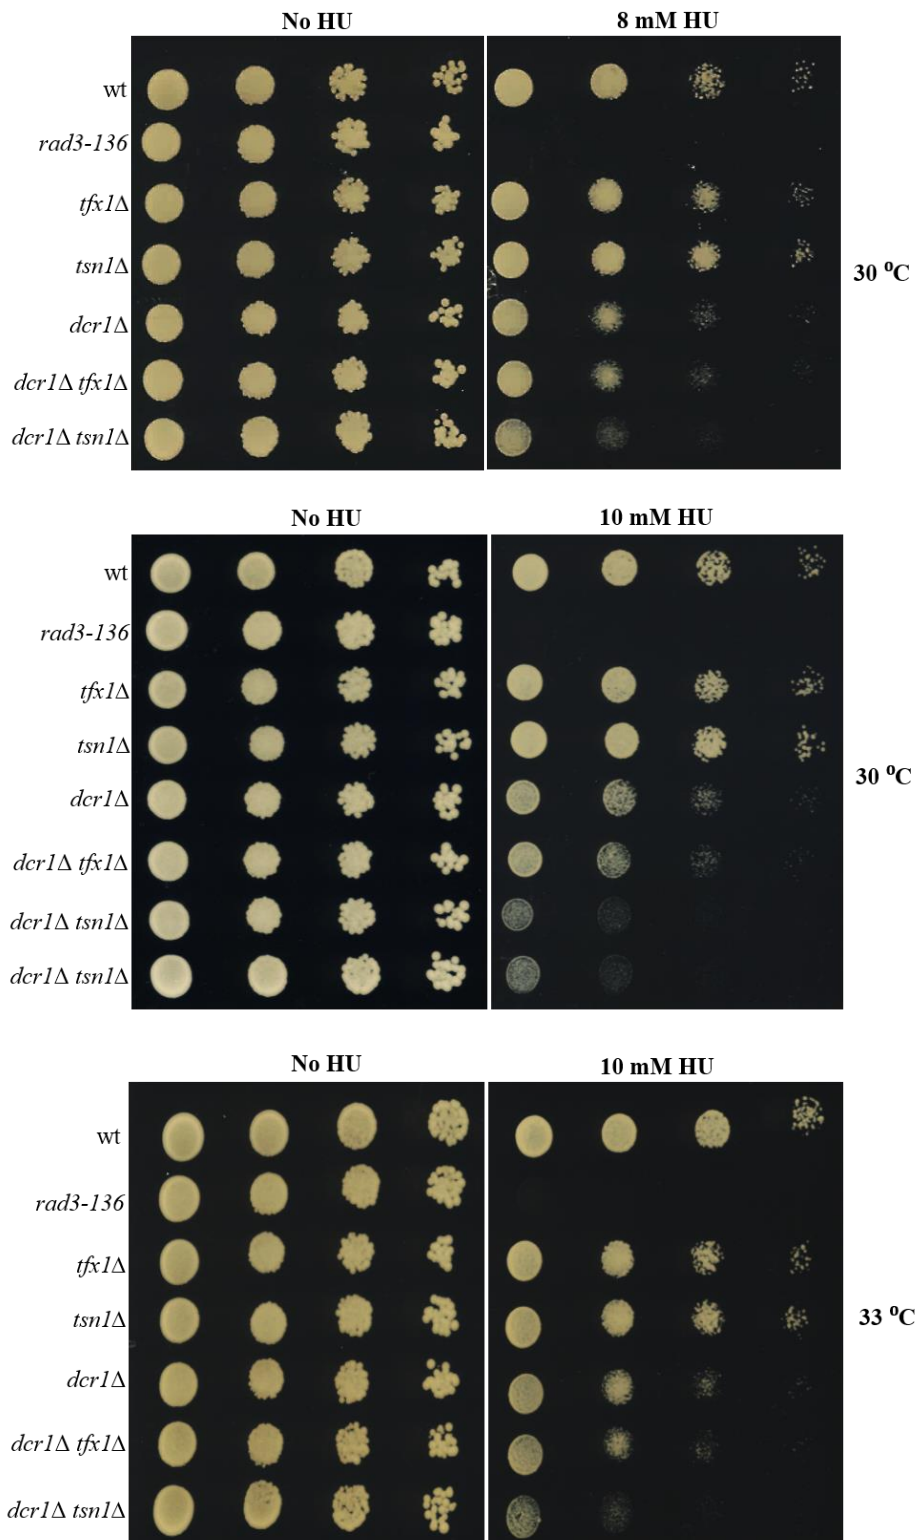 No HU 8 mM HU
wt
rad3-136
tfx1Δ
tsn1Δ
30 ⁰C
dcr1Δ
dcr1Δ tfx1Δ
dcr1Δ tsn1Δ
No HU 10 mM HU
wt
rad3-136
tfx1Δ
tsn1Δ
30 ⁰C
dcr1Δ
dcr1Δ tfx1Δ
dcr1Δ tsn1Δ
dcr1Δ tsn1Δ
No HU 10 mM HU
wt
rad3-136
tfx1Δ
tsn1Δ
33 ⁰C
dcr1Δ
dcr1Δ tfx1Δ
dcr1Δ tsn1Δ